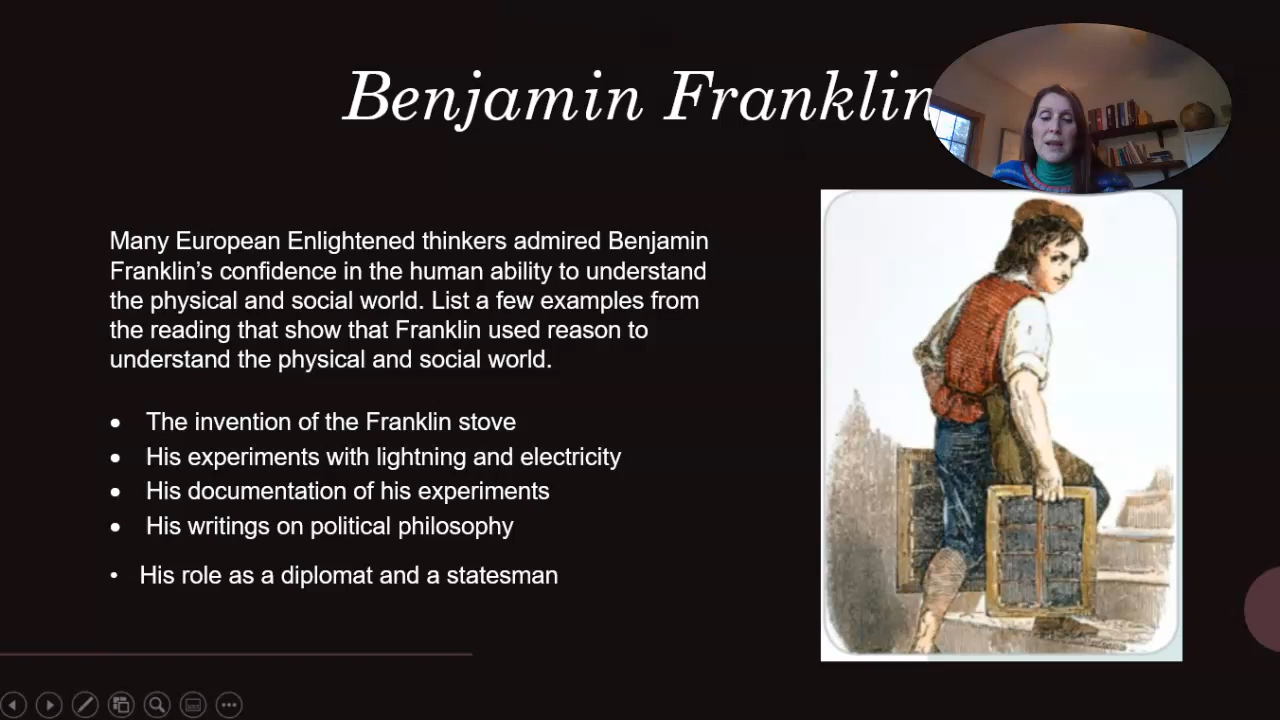 Benjamin Franklin
Many European Enlightened thinkers admired Benjamin
Franklin’s confidence in the human ability to understand
the physical and social world. List a few examples from
the reading that show that Franklin used reason to
understand the physical and social world.
• The invention of the Franklin stove
• His experiments with lightning and electricity
• His documentation of his experiments
• His writings on political philosophy
• His role as a diplomat and a statesman